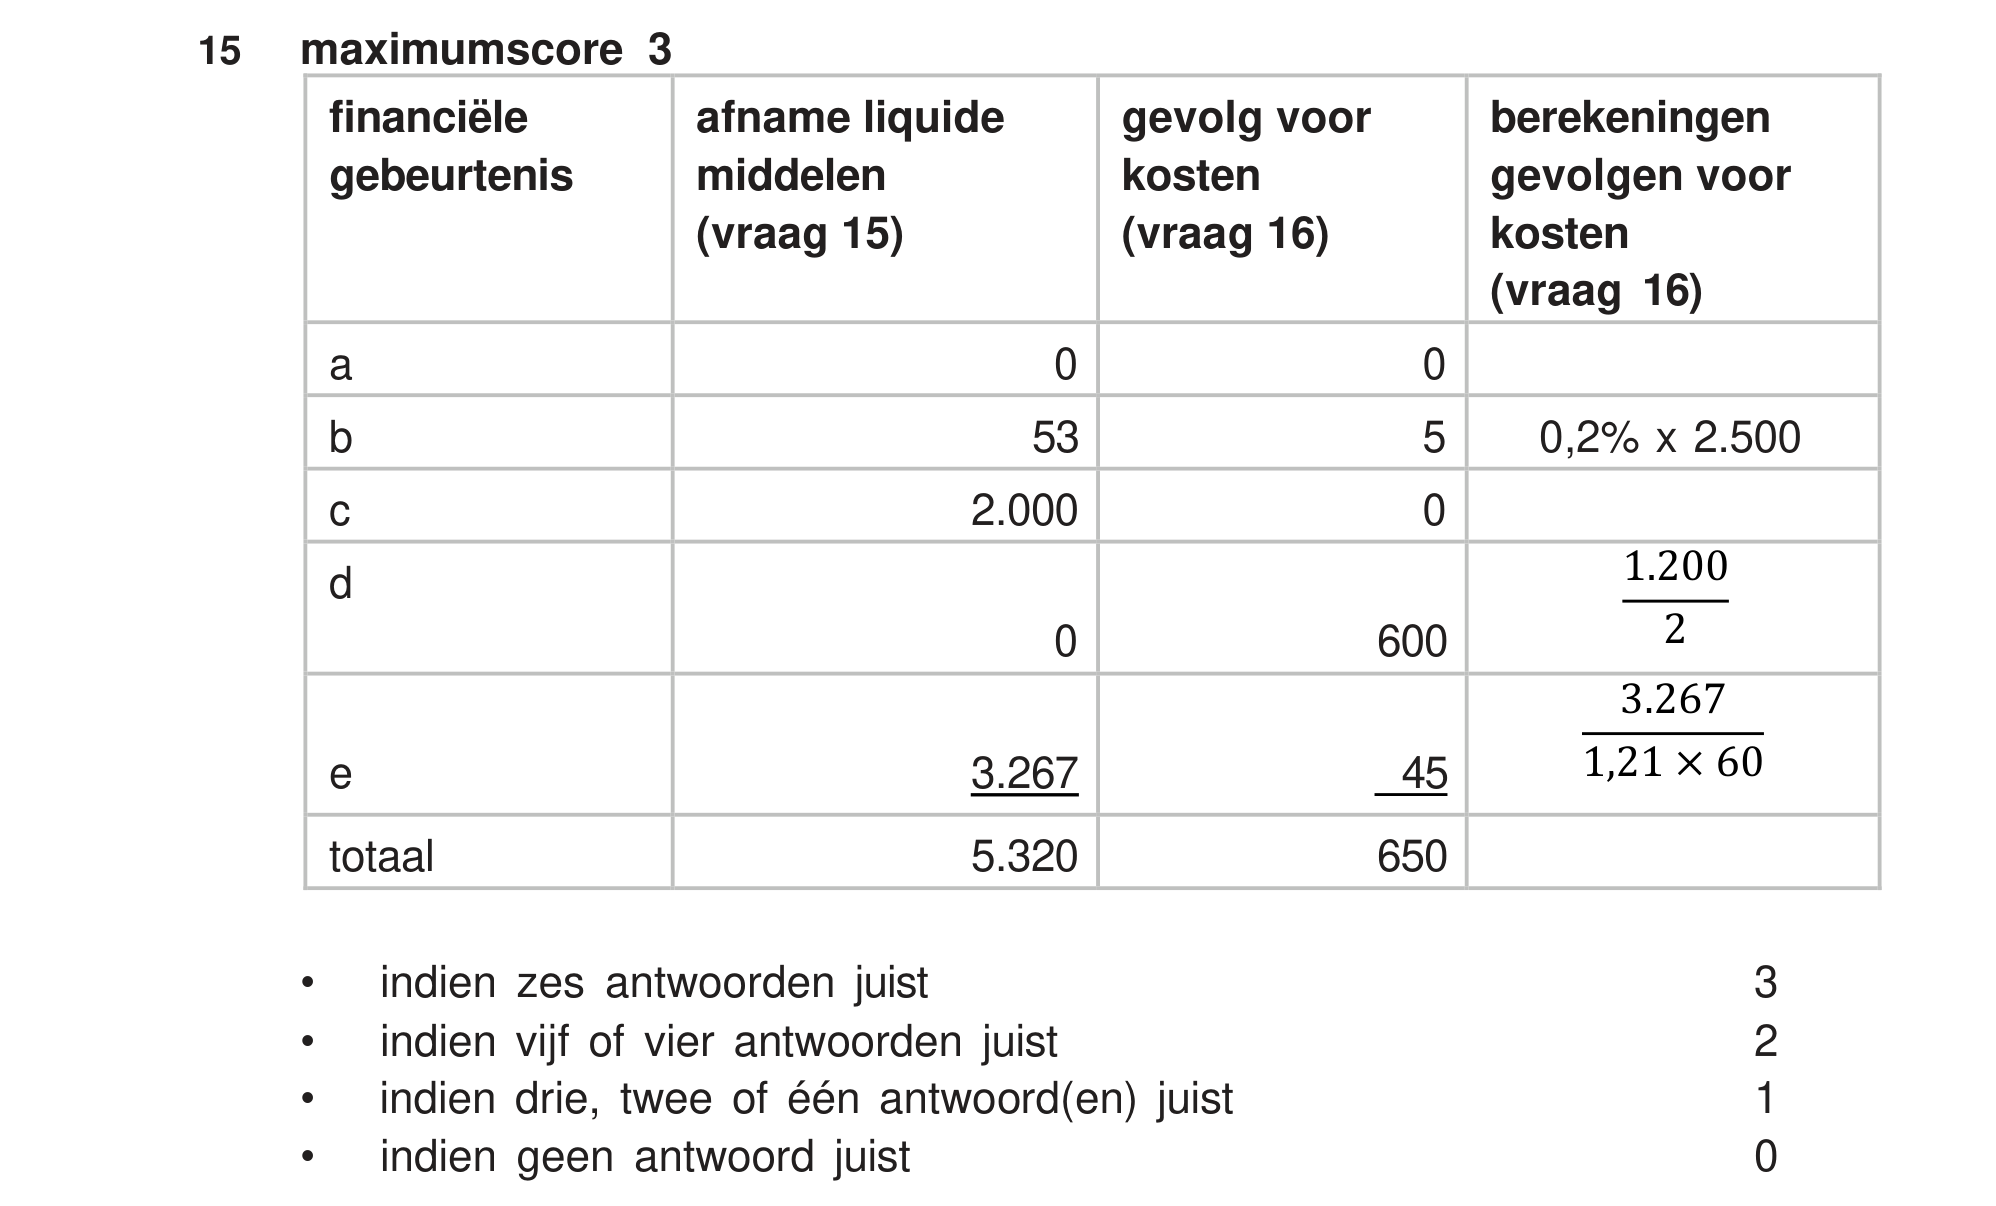 15 maximumscore 3
financiële gebeurtenis | afname liquide middelen (vraag 15) | gevolg voor kosten (vraag 16) | berekeningen gevolgen voor kosten (vraag 16)
a | 0 | 0 |
b | 53 | 5 | 0,2% x 2.500
c | 2.000 | 0 |
d | 0 | 600 | 1.200 / 2
e | 3.267 | 45 | 3.267 / 1,21 × 60
totaal | 5.320 | 650 |
• indien zes antwoorden juist 3
• indien vijf of vier antwoorden juist 2
• indien drie, twee of één antwoord(en) juist 1
• indien geen antwoord juist 0